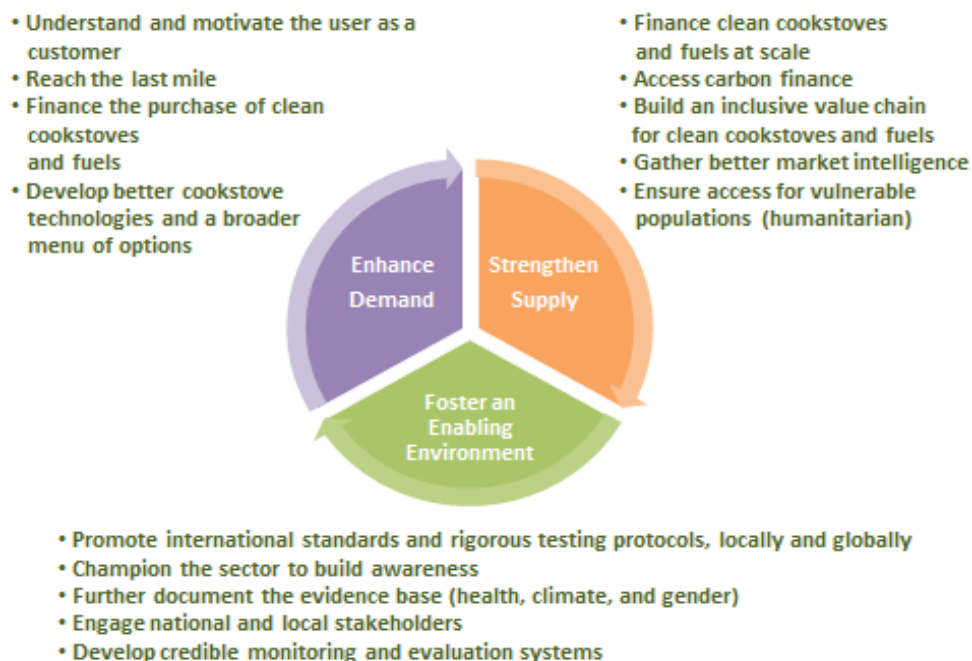 • Understand and motivate the user as a
customer
• Reach the last mile
• Finance the purchase of clean
cookstoves
and fuels
• Develop better cookstove
technologies and a broader
menu of options
• Finance clean cookstoves
and fuels at scale
• Access carbon finance
• Build an inclusive value chain
for clean cookstoves and fuels
• Gather better market intelligence
• Ensure access for vulnerable
populations (humanitarian)
Enhance
Demand
Strengthen
Supply
Foster an
Enabling
Environment
• Promote international standards and rigorous testing protocols, locally and globally
• Champion the sector to build awareness
• Further document the evidence base (health, climate, and gender)
• Engage national and local stakeholders
• Develop credible monitoring and evaluation systems